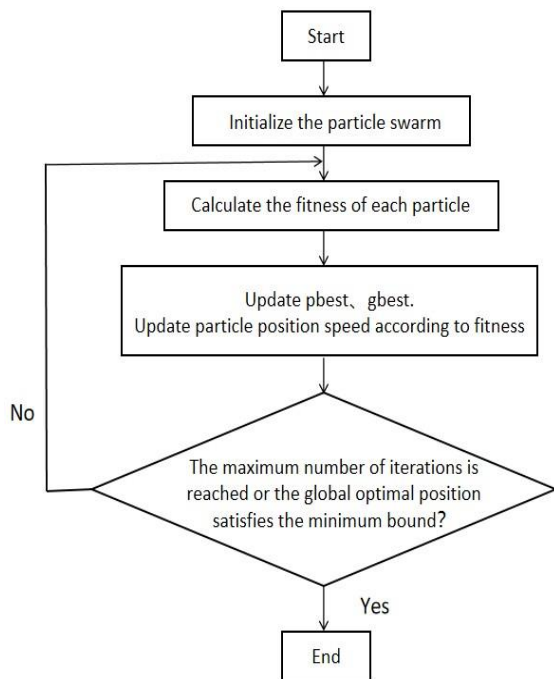 Start
Initialize the particle swarm
Calculate the fitness of each particle
Update pbest、gbest.
Update particle position speed according to fitness
No
The maximum number of iterations is
reached or the global optimal position
satisfies the minimum bound?
Yes
End